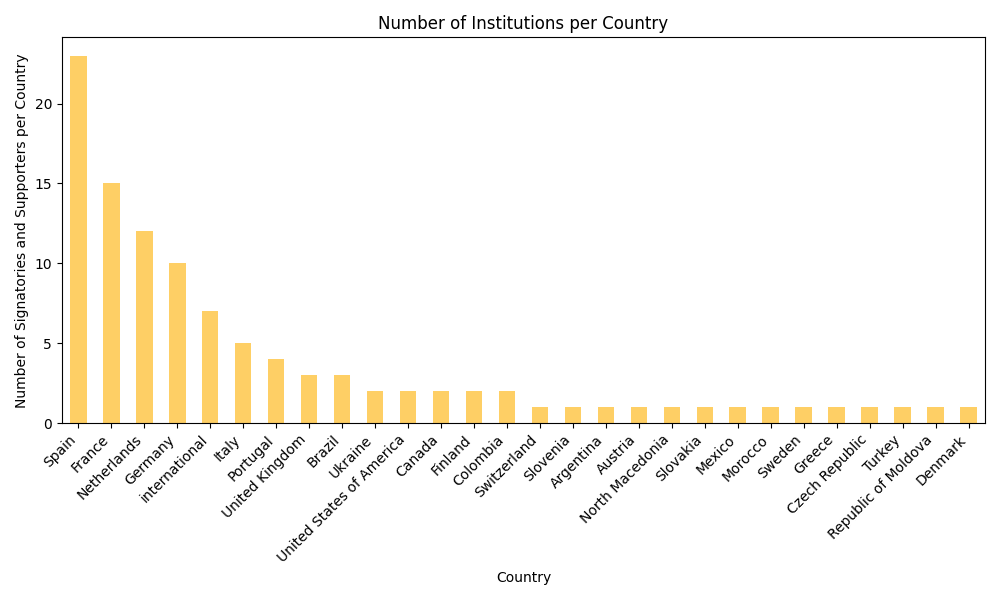 Number of Institutions per Country
Number of Signatories and Supporters per Country
20
15
10
5
0
Spain
France
Netherlands
Germany
international
Italy
Portugal
United Kingdom
Brazil
Ukraine
United States of America
Canada
Finland
Colombia
Switzerland
Slovenia
Argentina
Austria
North Macedonia
Slovakia
Mexico
Morocco
Sweden
Greece
Czech Republic
Turkey
Republic of Moldova
Denmark
Country